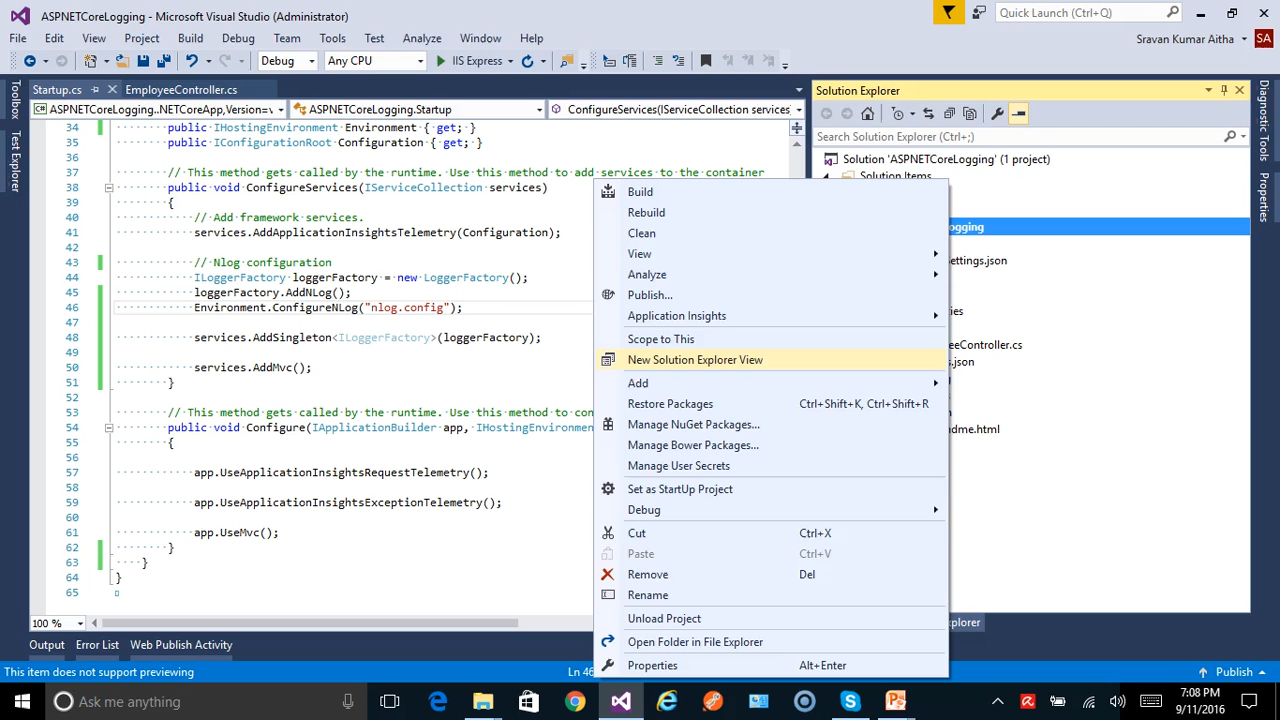 ASPNETCoreLogging - Microsoft Visual Studio (Administrator)
Quick Launch (Ctrl+Q)
File Edit View Project Build Debug Team Tools Test Analyze Window Help
Sravan Kumar Aitha SA
Debug Any CPU IIS Express
Toolbox
Test Explorer
Startup.cs EmployeeController.cs
ASPNETCoreLogging..NETCoreApp,Version= ASPNETCoreLogging.Startup ConfigureServices(IServiceCollection services
34 public IHostingEnvironment Environment { get; }
35 public IConfigurationRoot Configuration { get; }
36
37 // This method gets called by the runtime. Use this method to add services to the container
38 public void ConfigureServices(IServiceCollection services)
39 {
40 // Add framework services.
41 services.AddApplicationInsightsTelemetry(Configuration);
42
43 //Nlog configuration
44 ILoggerFactory loggerFactory = new LoggerFactory();
45 loggerFactory.AddNLog();
46 Environment.ConfigureNLog("nlog.config");
47
48 services.AddSingleton<ILoggerFactory>(loggerFactory);
49
50 services.AddMvc();
51 }
52
53 // This method gets called by the runtime. Use this method to con
54 public void Configure(IApplicationBuilder app, IHostingEnvironment
55 {
56
57 app.UseApplicationInsightsRequestTelemetry();
58
59 app.UseApplicationInsightsExceptionTelemetry();
60
61 app.UseMvc();
62 }
63 }
64 }
65
100 %
Build
Rebuild
Clean
View
Analyze
Publish...
Application Insights
Scope to This
New Solution Explorer View
Add
Restore Packages Ctrl+Shift+K, Ctrl+Shift+R
Manage NuGet Packages...
Manage Bower Packages...
Manage User Secrets
Set as StartUp Project
Debug
Cut Ctrl+X
Paste Ctrl+V
Remove Del
Rename
Unload Project
Open Folder in File Explorer
Properties Alt+Enter
Solution Explorer
Search Solution Explorer (Ctrl+;)
Solution 'ASPNETCoreLogging' (1 project)
Solution Items
Logging
ettings.json
ies
eeController.cs
s.json
dme.html
plorer
Diagnostic Tools
Properties
Output Error List Web Publish Activity
This item does not support previewing
Ln 46
Publish
Ask me anything
7:08 PM
9/11/2016